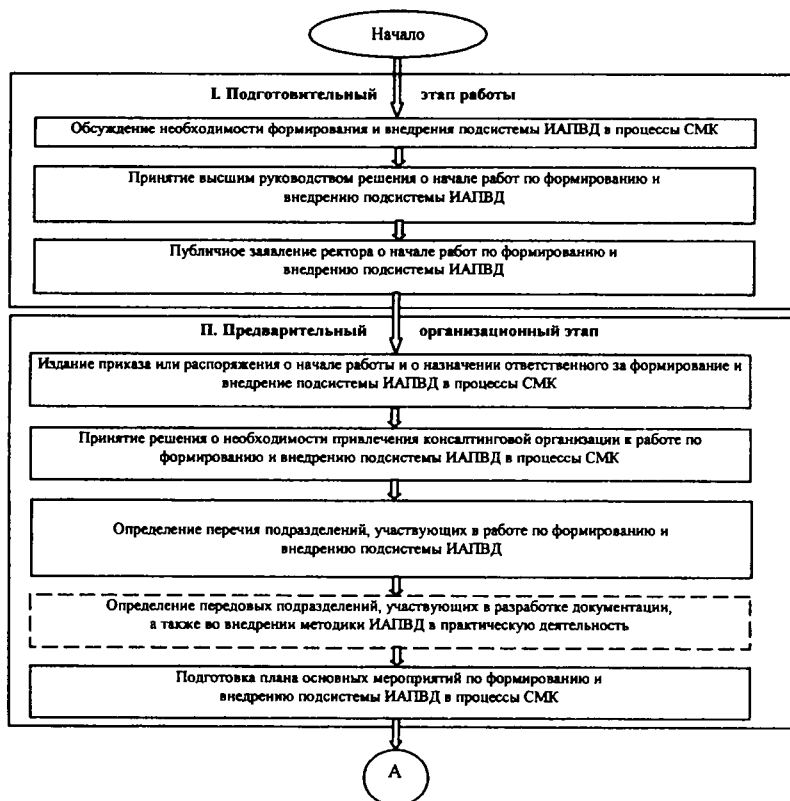 Начало
I. Подготовительный этап работы
Обсуждение необходимости формирования и внедрения подсистемы ИАПВД в процессы СМК
Принятие высшим руководством решения о начале работ по формированию и
внедрению подсистемы ИАПВД
Публичное заявление ректора о начале работ по формированию и
внедрению подсистемы ИАПВД
II. Предварительный организационный этап
Издание приказа или распоряжения о начале работы и о назначении ответственного за формирование и
внедрение подсистемы ИАПВД в процессы СМК
Принятие решения о необходимости привлечения консалтинговой организации к работе по
формированию и внедрению подсистемы ИАПВД в процессы СМК
Определение перечня подразделений, участвующих в работе по формированию и
внедрению подсистемы ИАПВД
Определение передовых подразделений, участвующих в разработке документации,
а также во внедрении методики ИАПВД в практическую деятельность
Подготовка плана основных мероприятий по формированию и
внедрению подсистемы ИАПВД в процессы СМК
А